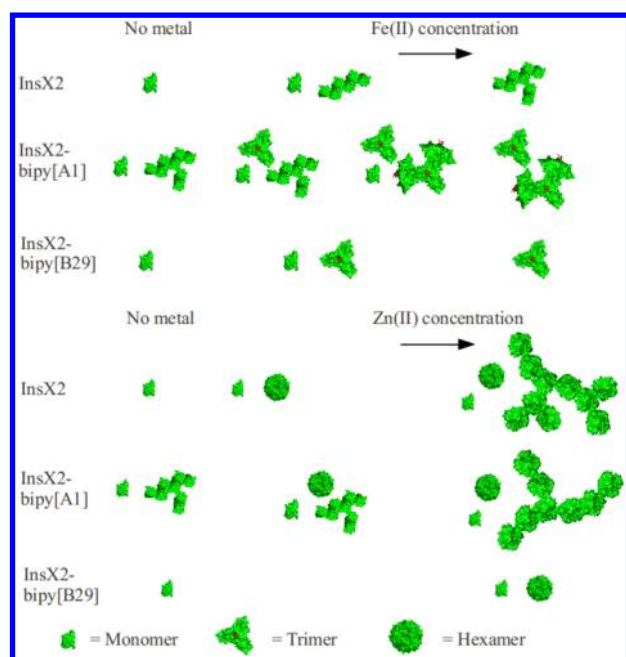 No metal Fe(II) concentration
InsX2
InsX2-
bipy[A1]
InsX2-
bipy[B29]
No metal Zn(II) concentration
InsX2
InsX2-
bipy[A1]
InsX2-
bipy[B29]
= Monomer = Trimer = Hexamer